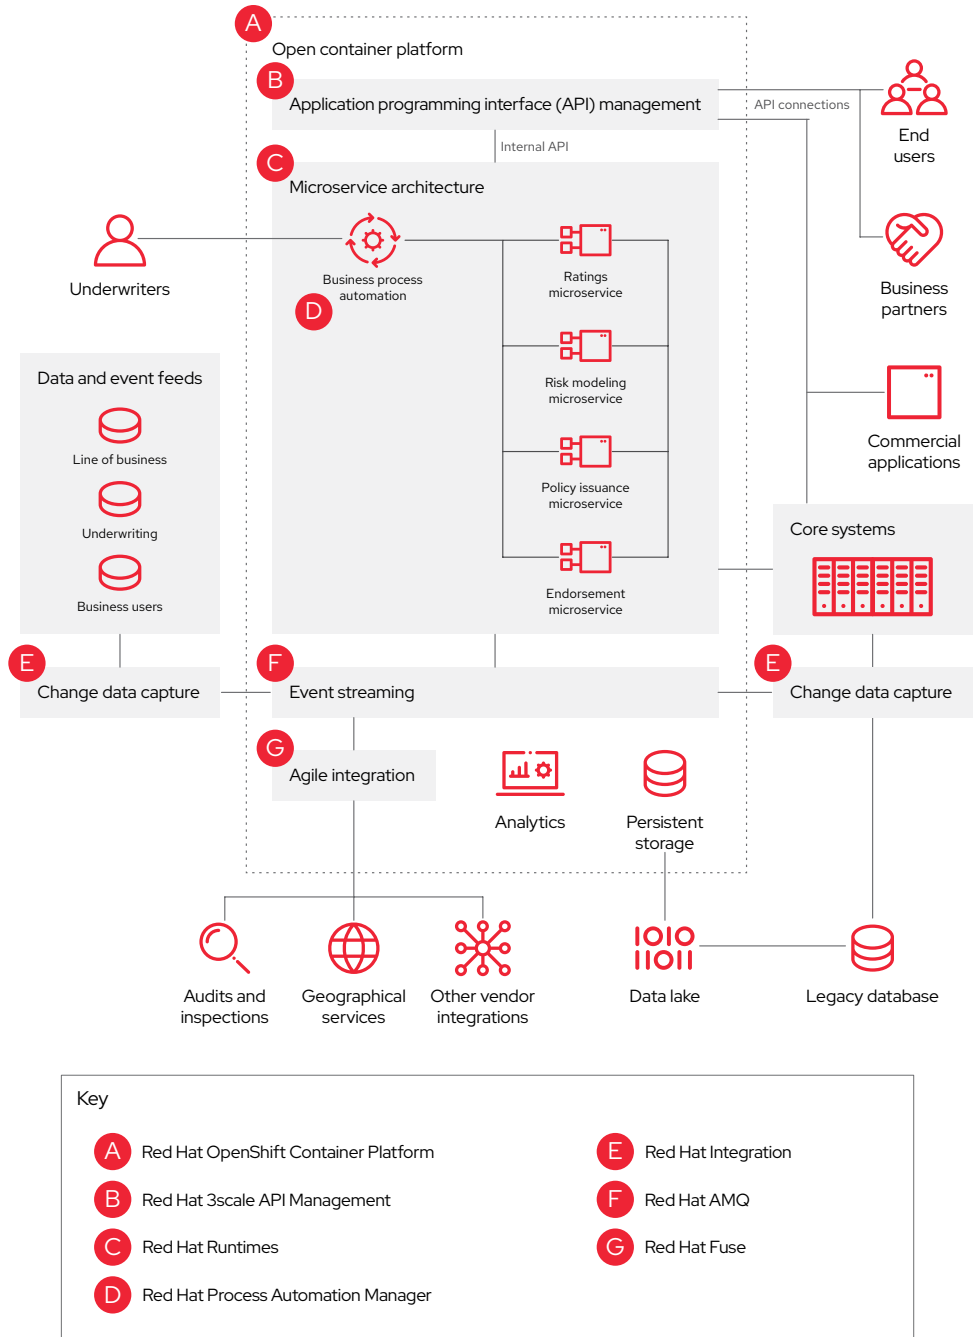 A
Open container platform
B
Application programming interface (API) management
API connections
End
users
Internal API
C
Microservice architecture
Underwriters
Business process
automation
D
Ratings
microservice
Business
partners
Risk modeling
microservice
Data and event feeds
Line of business
Underwriting
Business users
Commercial
applications
Policy issuance
microservice
Core systems
Endorsement
microservice
E
Change data capture
F
Event streaming
E
Change data capture
G
Agile integration
Analytics
Persistent
storage
Audits and
inspections
Geographical
services
Other vendor
integrations
1010
11011
Data lake
Legacy database
Key
A Red Hat OpenShift Container Platform
B Red Hat 3scale API Management
C Red Hat Runtimes
D Red Hat Process Automation Manager
E Red Hat Integration
F Red Hat AMQ
G Red Hat Fuse